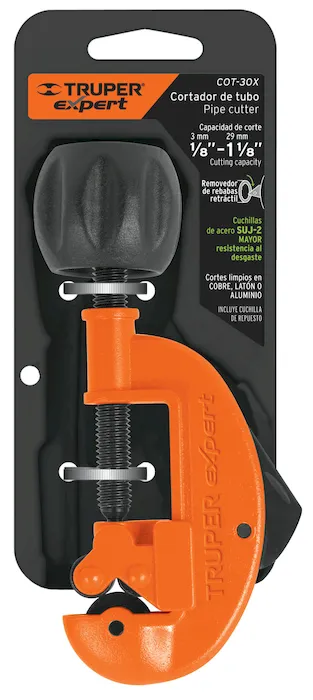 TRUPER
expert
COT-30X
Cortador de tubo
Pipe cutter
Capacidad de corte
3 mm 29 mm
1/8" - 1 1/8"
Cutting capacity
Removedor
de rebabas
retráctil
Cuchillas
de acero SUJ-2
MAYOR
resistencia al
desgaste
Cortes limpios en
COBRE, LATÓN O
ALUMINIO
INCLUYE CUCHILLA
DE REPUESTO
TRUPER expert